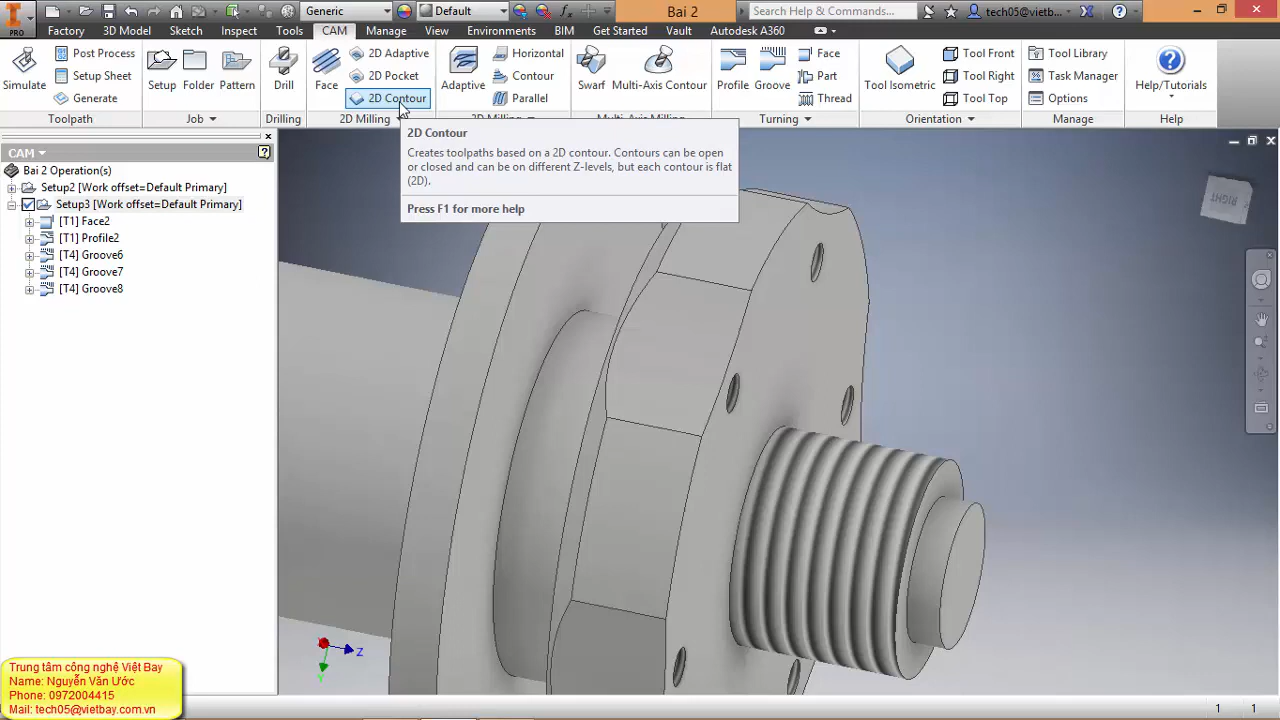 PRO
Generic
Default
Bai 2
Search Help & Commands...
tech05@vietb...
Factory
3D Model
Sketch
Inspect
Tools
CAM
Manage
View
Environments
BIM
Get Started
Vault
Autodesk A360
Simulate
Post Process
Setup Sheet
Generate
Toolpath
Setup
Folder
Pattern
Job
Drill
Drilling
Face
2D Adaptive
2D Pocket
2D Contour
2D Milling
Adaptive
Horizontal
Contour
Parallel
Swarf
Multi-Axis Contour
Profile
Groove
Face
Part
Thread
Turning
Tool Isometric
Tool Front
Tool Right
Tool Top
Orientation
Tool Library
Task Manager
Options
Manage
Help/Tutorials
Help
2D Contour
Creates toolpaths based on a 2D contour. Contours can be open
or closed and can be on different Z-levels, but each contour is flat
(2D).
Press F1 for more help
CAM
Bai 2 Operation(s)
Setup2 [Work offset=Default Primary]
Setup3 [Work offset=Default Primary]
[T1] Face2
[T1] Profile2
[T4] Groove6
[T4] Groove7
[T4] Groove8
RIGHT
Z
Y
Trung tâm công nghệ Việt Bay
Name: Nguyễn Văn Ước
Phone: 0972004415
Mail: tech05@vietbay.com.vn
1 1